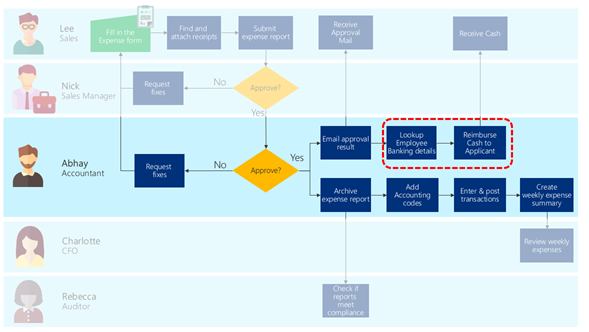 Lee
Sales
Fill in the
Expense form
Find and
attach receipts
Submit
expense report
Receive
Approval
Mail
Receive Cash
Nick
Sales Manager
Request
fixes
No
Approve?
Yes
Abhay
Accountant
Request
fixes
No
Approve?
Yes
Email approval
result
Lookup
Employee
Banking details
Reimburse
Cash to
Applicant
Archive
expense report
Add
Accounting
codes
Enter & post
transactions
Create
weekly expense
summary
Charlotte
CFO
Review weekly
expenses
Rebecca
Auditor
Check if
reports
meet
compliance